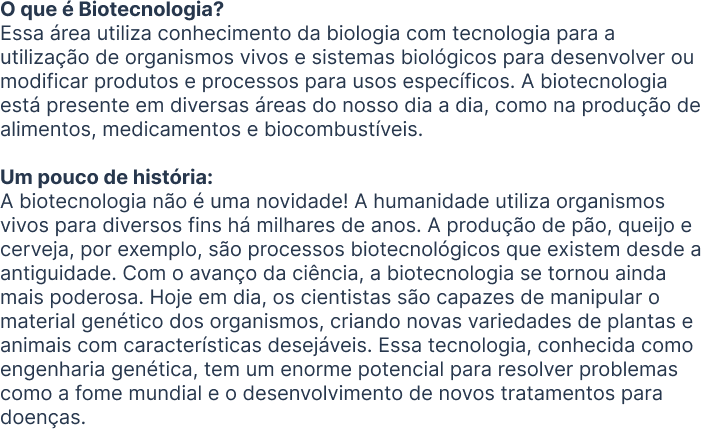 O que é Biotecnologia?
Essa área utiliza conhecimento da biologia com tecnologia para a
utilização de organismos vivos e sistemas biológicos para desenvolver ou
modificar produtos e processos para usos específicos. A biotecnologia
está presente em diversas áreas do nosso dia a dia, como na produção de
alimentos, medicamentos e biocombustíveis.
Um pouco de história:
A biotecnologia não é uma novidade! A humanidade utiliza organismos
vivos para diversos fins há milhares de anos. A produção de pão, queijo e
cerveja, por exemplo, são processos biotecnológicos que existem desde a
antiguidade. Com o avanço da ciência, a biotecnologia se tornou ainda
mais poderosa. Hoje em dia, os cientistas são capazes de manipular o
material genético dos organismos, criando novas variedades de plantas e
animais com características desejáveis. Essa tecnologia, conhecida como
engenharia genética, tem um enorme potencial para resolver problemas
como a fome mundial e o desenvolvimento de novos tratamentos para
doenças.